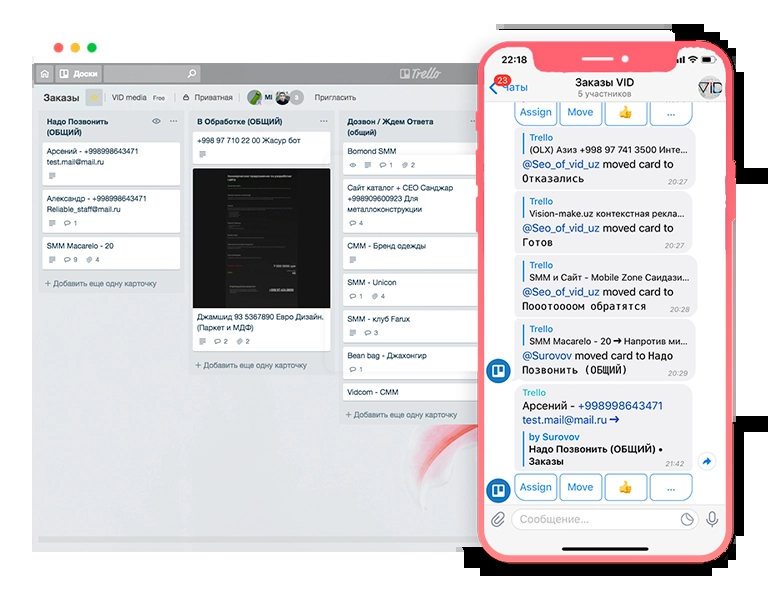 Доски
Trello
Заказы
VID media
Free
Приватная
MI
3
Пригласить
Надо Позвонить
(ОБЩИЙ)
Арсений - +998998643471
test.mail@mail.ru
Александр - +998998643471
Reliable_staff@mail.ru
1
SMM Macarelo - 20
9 4
+ Добавить еще одну карточку
В Обработке (ОБЩИЙ)
+998 97 710 22 00 Жасур бот
Джамшид 93 5367890 Евро Дизайн.
(Паркет и МДФ)
2 2
+ Добавить еще одну карточку
Дозвон / Ждем Ответа
(общий)
Bomond SMM
1 2
Сайт каталог + СЕО Санджар
+998909600923 Для
металлоконструкции
4
СММ - Бренд одежды
SMM - Unicon
1 4
SMM - клуб Farux
3
Bean bag - Джахонгир
1
Vidcom - СММ
+ Добавить еще одну карточку
22:18
23
Чаты
Заказы VID
5 участников
VID
Assign Move 👍 ...
Trello
(OLX) Азиз +998 97 741 3500 Инте...
@Seo_of_vid_uz moved card to
Отказались
20:27
Trello
Vision-make.uz контекстная рекла...
@Seo_of_vid_uz moved card to
Готов
20:27
Trello
SMM и Сайт - Mobile Zone Саидази...
@Seo_of_vid_uz moved card to
Пооотоооом обратятся
20:28
Trello
SMM Macarelo - 20 ➔ Напротив ми...
@Surovov moved card to Надо
Позвонить (ОБЩИЙ)
20:29
Trello
Арсений - +998998643471
test.mail@mail.ru ➔
by Surovov
Надо Позвонить (ОБЩИЙ) •
Заказы
21:42
Assign Move 👍 ...
Сообщение...